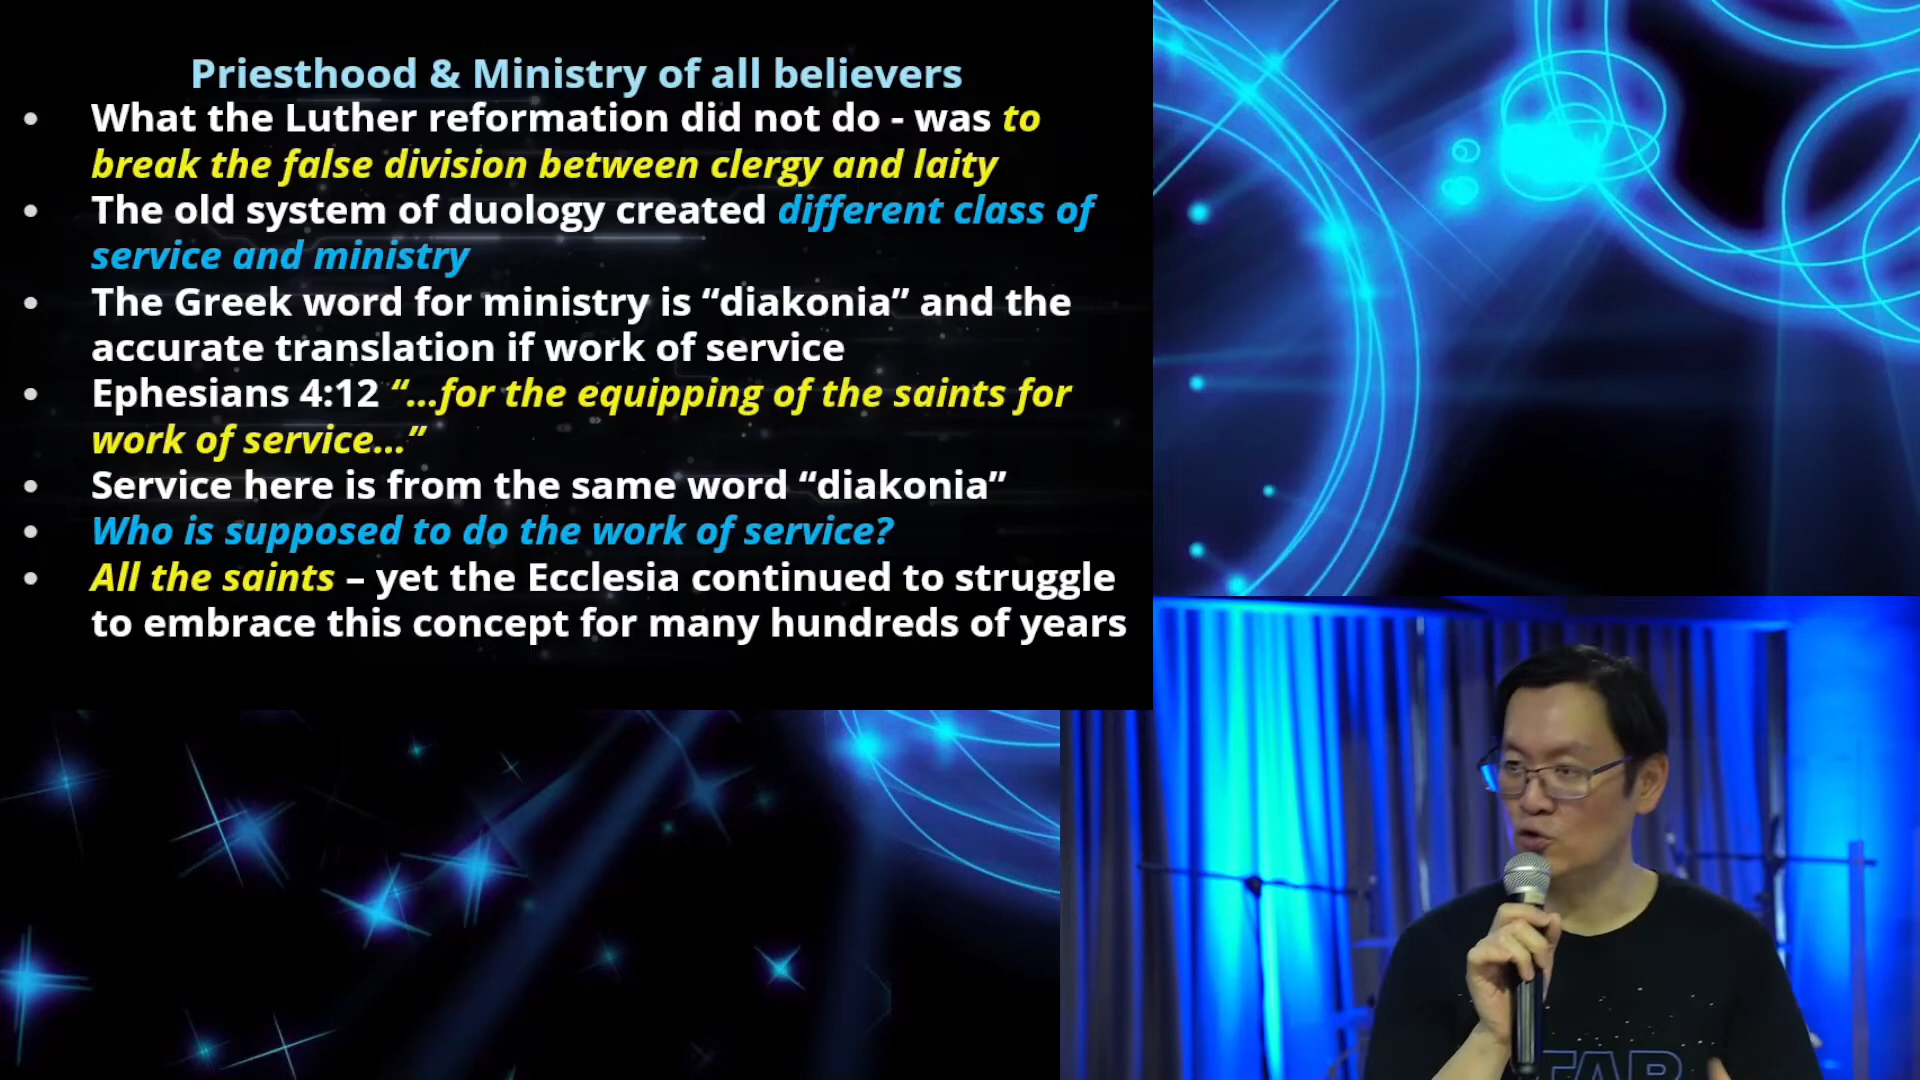 Priesthood & Ministry of all believers
• What the Luther reformation did not do - was to
break the false division between clergy and laity
• The old system of duology created different class of
service and ministry
• The Greek word for ministry is “diakonia” and the
accurate translation if work of service
• Ephesians 4:12 “...for the equipping of the saints for
work of service...”
• Service here is from the same word “diakonia”
• Who is supposed to do the work of service?
• All the saints – yet the Ecclesia continued to struggle
to embrace this concept for many hundreds of years